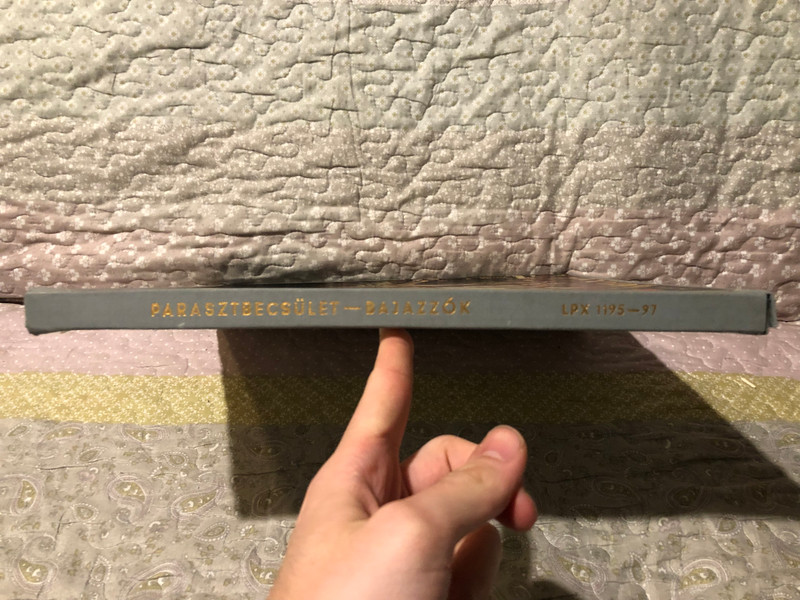 PARASZTBECSÜLET — BAJAZZÓK LPX 1195—97